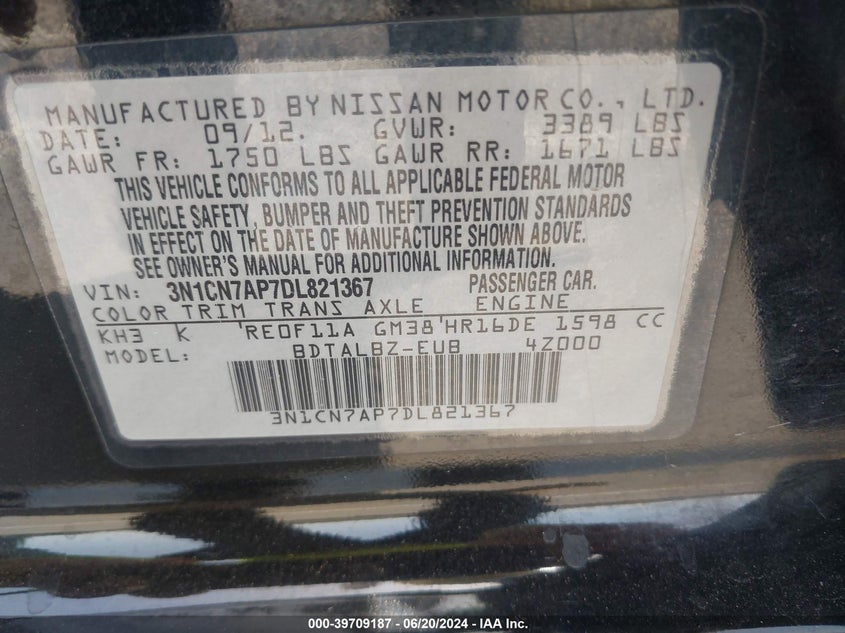 MANUFACTURED BY NISSAN MOTOR CO., LTD.
DATE: 09/12. GVWR: 3389 LBS
GAWR FR: 1750 LBS GAWR RR: 1671 LBS
THIS VEHICLE CONFORMS TO ALL APPLICABLE FEDERAL MOTOR
VEHICLE SAFETY, BUMPER AND THEFT PREVENTION STANDARDS
IN EFFECT ON THE DATE OF MANUFACTURE SHOWN ABOVE.
SEE OWNER'S MANUAL FOR ADDITIONAL INFORMATION.
VIN: 3N1CN7AP7DL821367 PASSENGER CAR.
COLOR TRIM TRANS AXLE ENGINE
KH3 K RE0F11A GM38 HR16DE 1598 CC
MODEL: BDTALBZ-EUB 4Z000
3N1CN7AP7DL821367
000-39709187 - 06/20/2024 - IAA Inc.